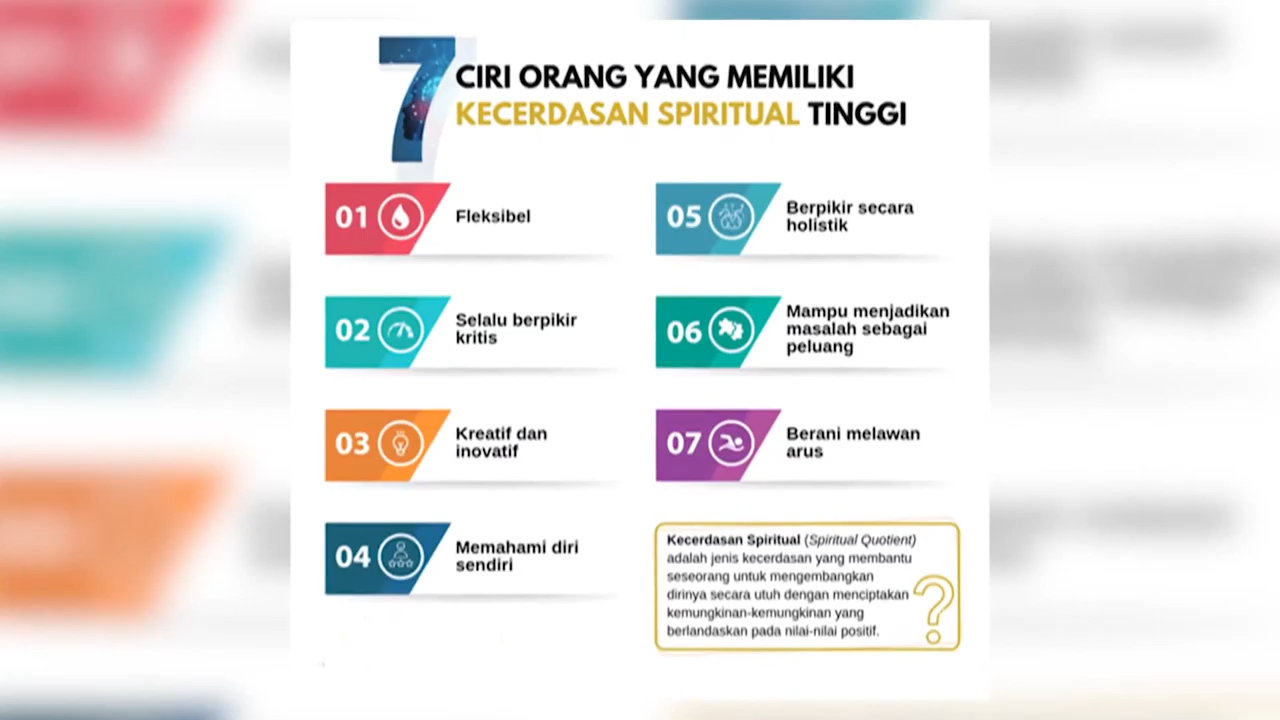 7 CIRI ORANG YANG MEMILIKI
KECERDASAN SPIRITUAL TINGGI
01 Fleksibel
02 Selalu berpikir
kritis
03 Kreatif dan
inovatif
04 Memahami diri
sendiri
05 Berpikir secara
holistik
06 Mampu menjadikan
masalah sebagai
peluang
07 Berani melawan
arus
Kecerdasan Spiritual (Spiritual Quotient)
adalah jenis kecerdasan yang membantu
seseorang untuk mengembangkan
dirinya secara utuh dengan menciptakan
kemungkinan-kemungkinan yang
berlandaskan pada nilai-nilai positif.
?